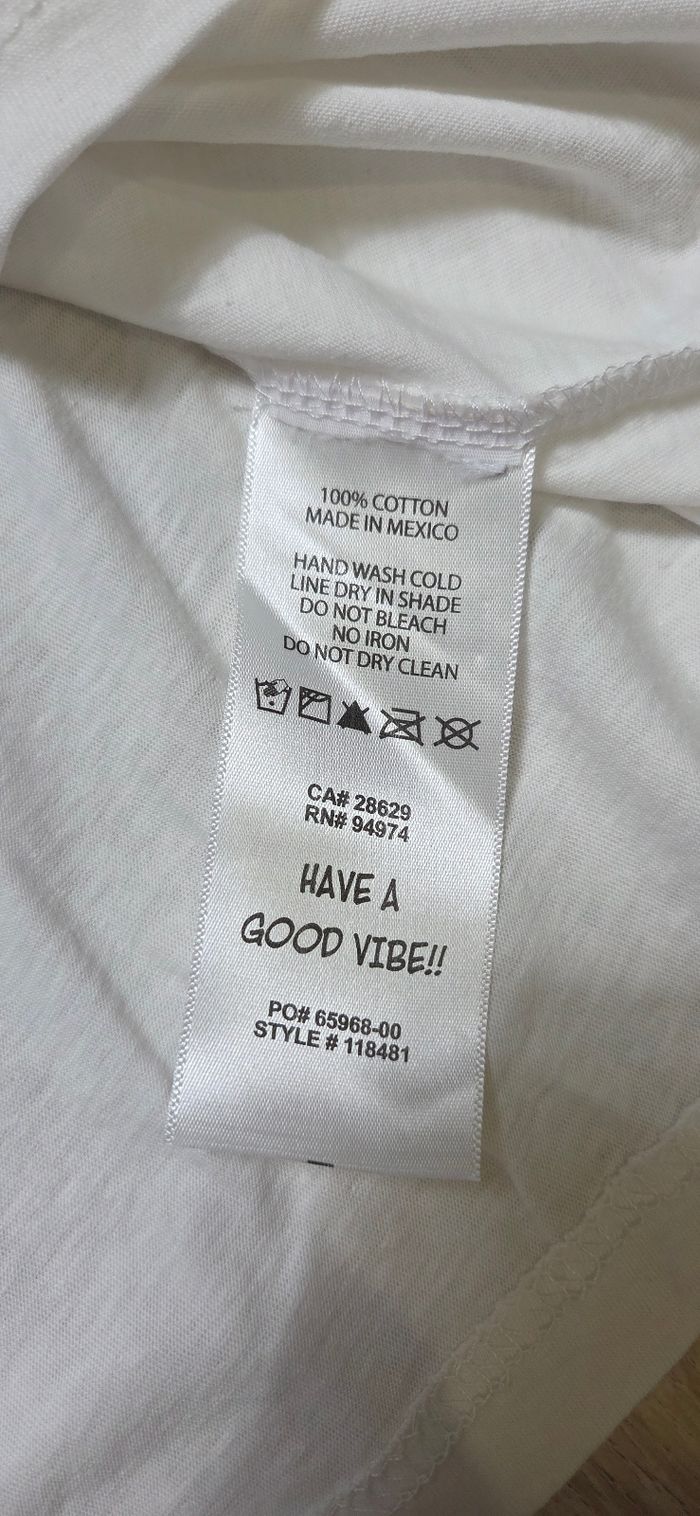 100% COTTON
MADE IN MEXICO
HAND WASH COLD
LINE DRY IN SHADE
DO NOT BLEACH
NO IRON
DO NOT DRY CLEAN
CA# 28629
RN# 94974
HAVE A
GOOD VIBE!!
PO# 65968-00
STYLE # 118481